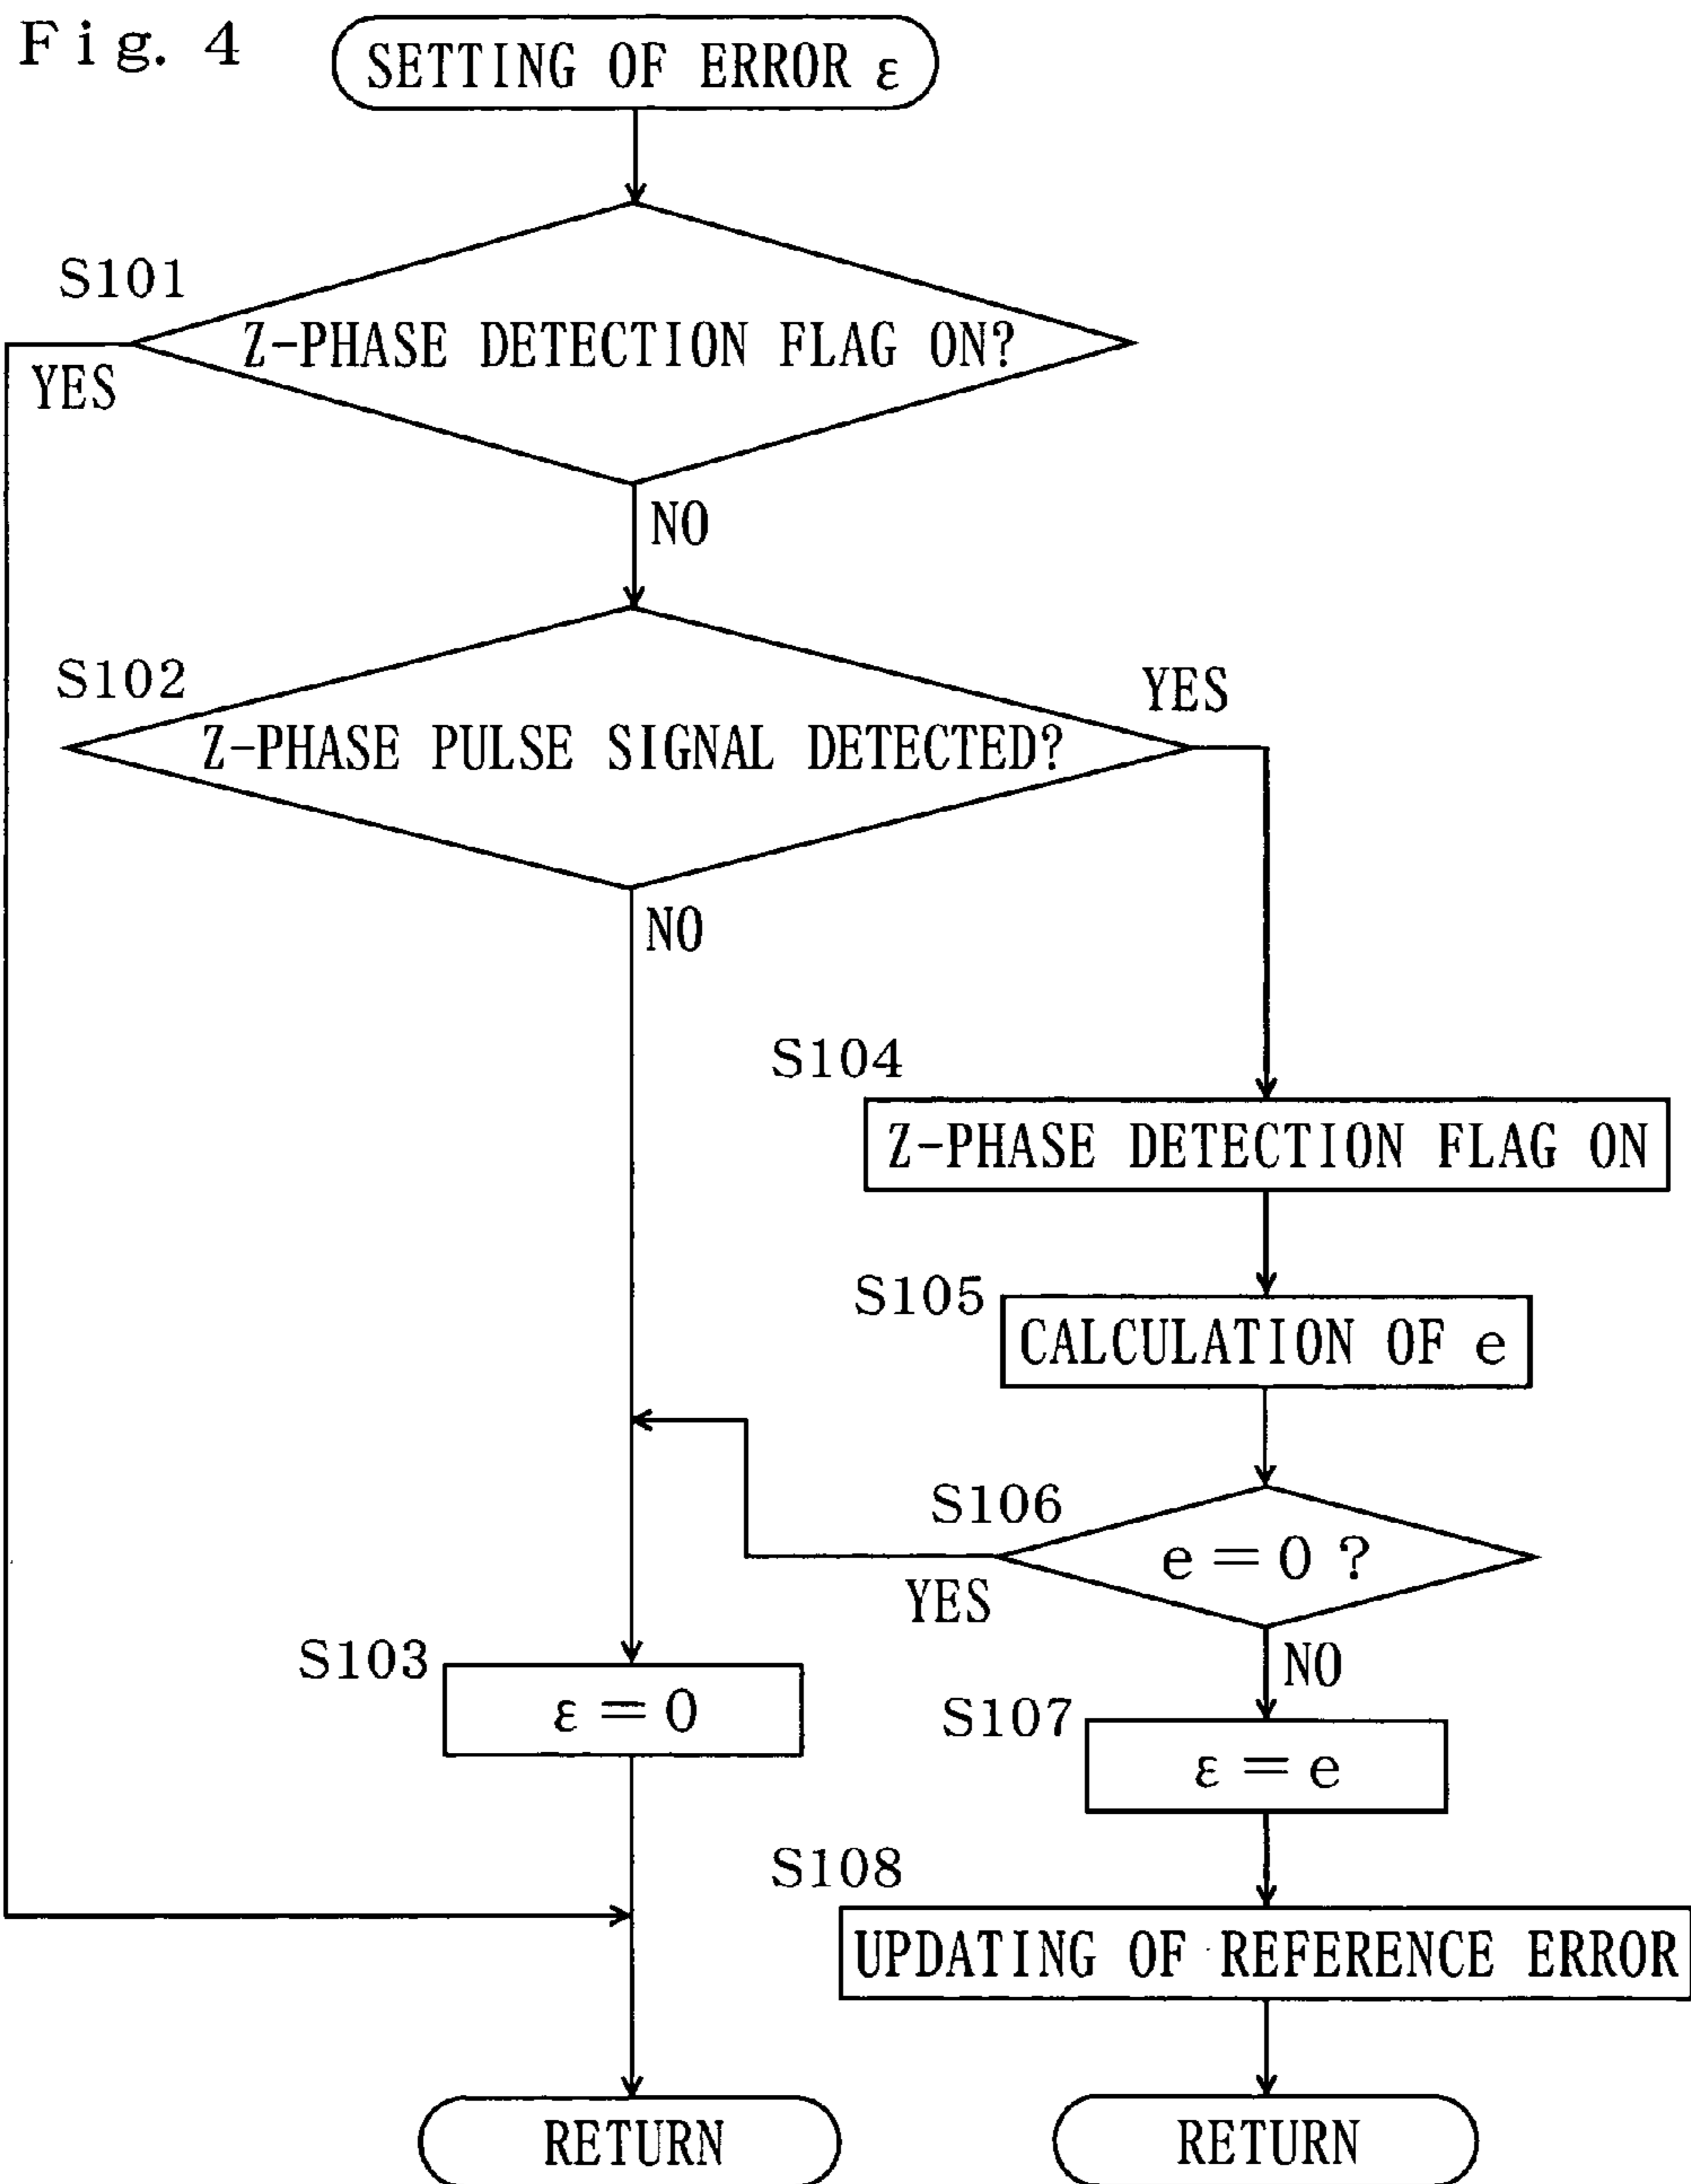 Fig. 4
SETTING OF ERROR ε
S101
Z-PHASE DETECTION FLAG ON?
YES
NO
S102
Z-PHASE PULSE SIGNAL DETECTED?
YES
NO
S104
Z-PHASE DETECTION FLAG ON
S105
CALCULATION OF e
S106
e = 0 ?
YES
NO
S103
ε = 0
S107
ε = e
S108
UPDATING OF REFERENCE ERROR
RETURN
RETURN